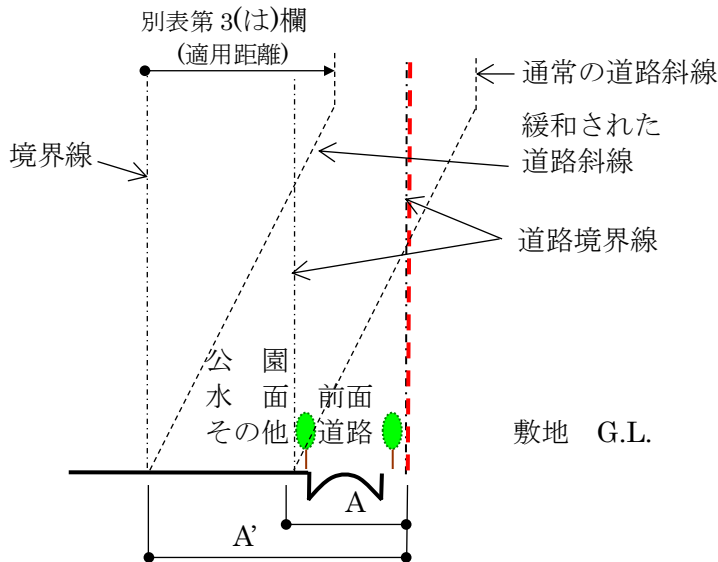 別表第3(は)欄
(適用距離)
通常の道路斜線
緩和された
道路斜線
境界線
道路境界線
公 園
水 面 前面
その他 道路
敷地 G.L.
A
A’